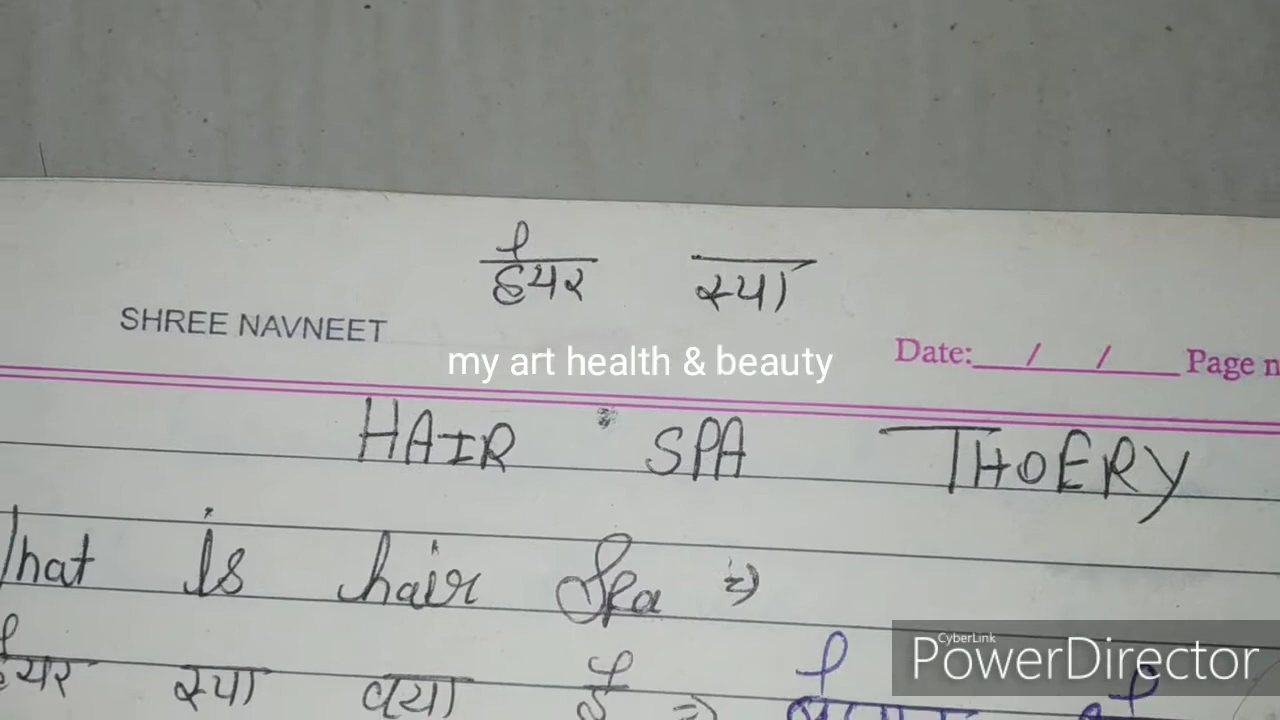 हेयर स्पा
SHREE NAVNEET
my art health & beauty
Date: / / Page n
HAIR SPA THOERY
What is hair Spa =>
हेयर स्पा क्या है =>
CyberLink
PowerDirector